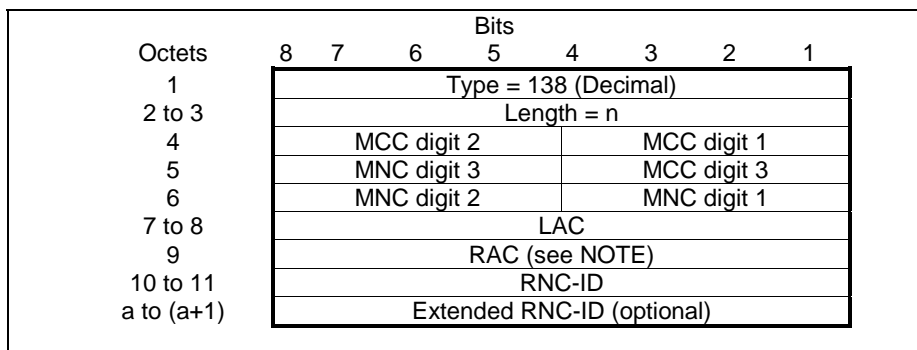 Bits
Octets 8 7 6 5 4 3 2 1
1 Type = 138 (Decimal)
2 to 3 Length = n
4 MCC digit 2 MCC digit 1
5 MNC digit 3 MCC digit 3
6 MNC digit 2 MNC digit 1
7 to 8 LAC
9 RAC (see NOTE)
10 to 11 RNC-ID
a to (a+1) Extended RNC-ID (optional)